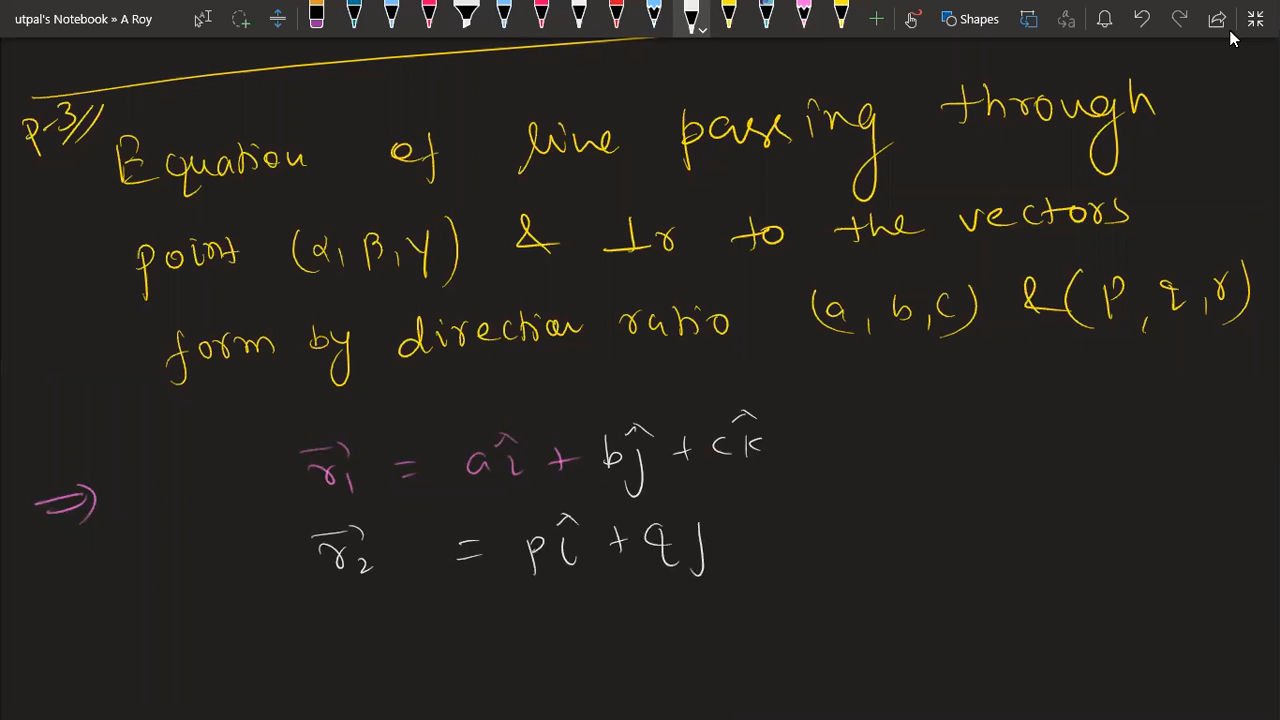 utpal's Notebook » A Roy
Shapes
P-3//
Equation of line passing through
point (α, β, γ) & ⊥r to the vectors
form by direction ratio (a, b, c) & (p, q, r)
⇒ r⃗₁ = aî + bĵ + ck̂
r⃗₂ = pî + qj